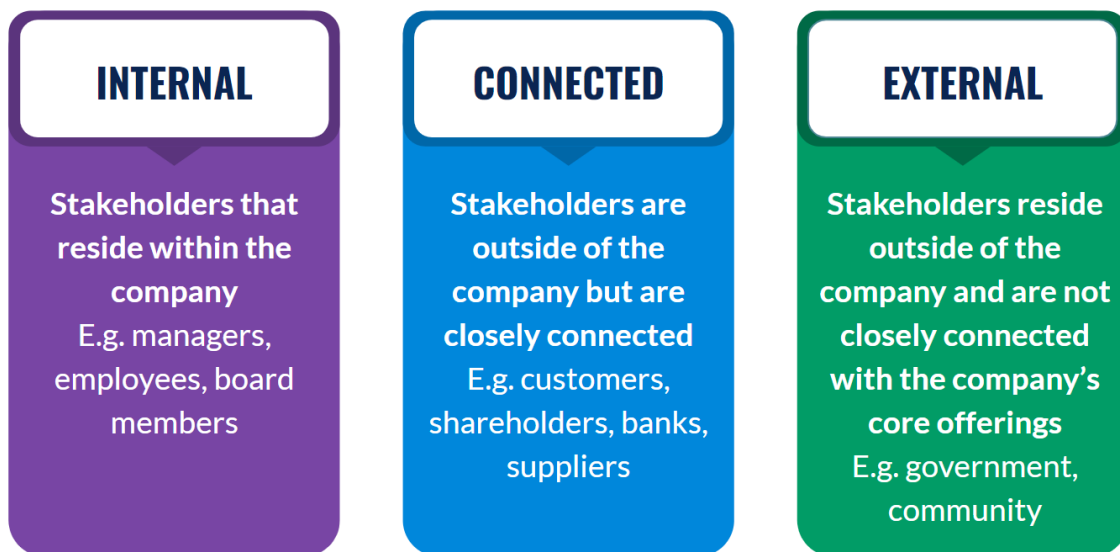 INTERNAL
Stakeholders that
reside within the
company
E.g. managers,
employees, board
members
CONNECTED
Stakeholders are
outside of the
company but are
closely connected
E.g. customers,
shareholders, banks,
suppliers
EXTERNAL
Stakeholders reside
outside of the
company and are not
closely connected
with the company’s
core offerings
E.g. government,
community